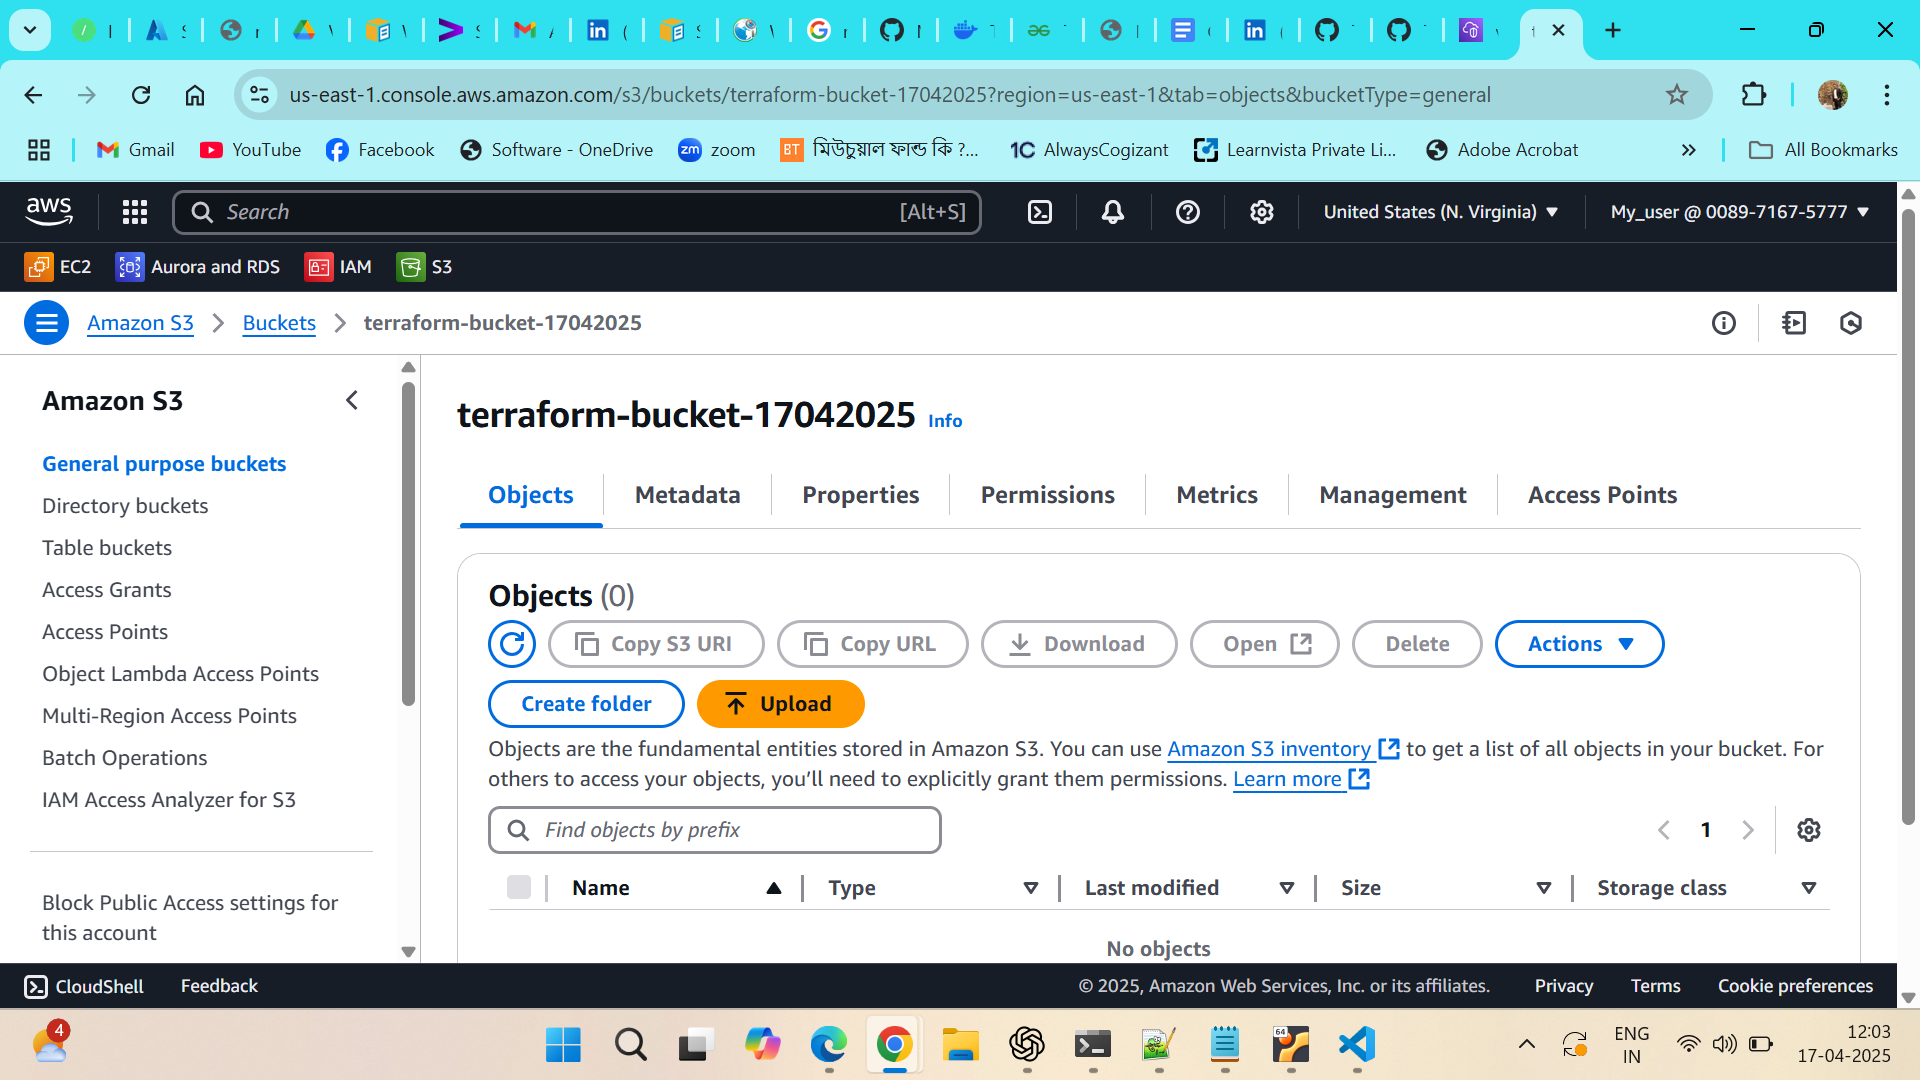 us-east-1.console.aws.amazon.com/s3/buckets/terraform-bucket-17042025?region=us-east-1&tab=objects&bucketType=general
Gmail YouTube Facebook Software - OneDrive zm zoom BT মিউচুয়াল ফান্ড কি ?... 1C AlwaysCogizant Learnvista Private Li... Adobe Acrobat » All Bookmarks
aws Search [Alt+S] United States (N. Virginia) My_user @ 0089-7167-5777
EC2 Aurora and RDS IAM S3
Amazon S3 Buckets terraform-bucket-17042025
Amazon S3
General purpose buckets
Directory buckets
Table buckets
Access Grants
Access Points
Object Lambda Access Points
Multi-Region Access Points
Batch Operations
IAM Access Analyzer for S3
Block Public Access settings for
this account
terraform-bucket-17042025 Info
Objects Metadata Properties Permissions Metrics Management Access Points
Objects (0)
Copy S3 URI Copy URL Download Open Delete Actions
Create folder Upload
Objects are the fundamental entities stored in Amazon S3. You can use Amazon S3 inventory to get a list of all objects in your bucket. For
others to access your objects, you’ll need to explicitly grant them permissions. Learn more
Find objects by prefix 1
Name Type Last modified Size Storage class
No objects
CloudShell Feedback © 2025, Amazon Web Services, Inc. or its affiliates. Privacy Terms Cookie preferences
4 64 ENG 12:03
IN 17-04-2025